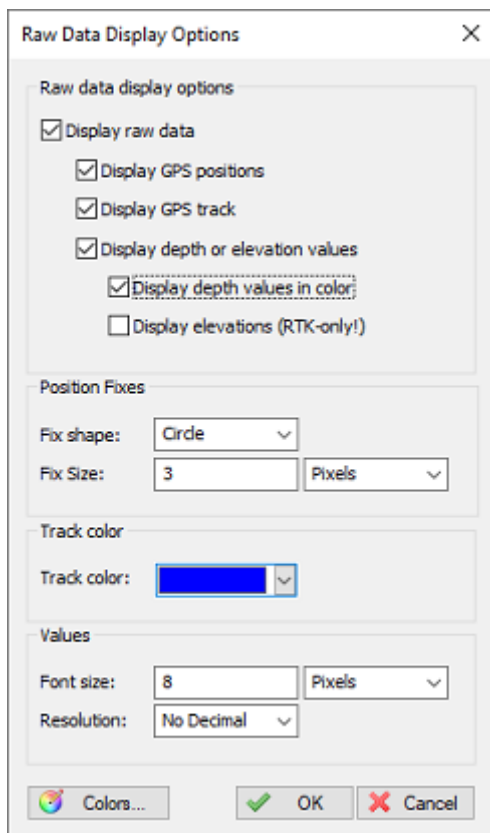 Raw Data Display Options
Raw data display options
Display raw data
Display GPS positions
Display GPS track
Display depth or elevation values
Display depth values in color
Display elevations (RTK-only!)
Position Fixes
Fix shape: Circle
Fix Size: 3 Pixels
Track color
Track color:
Values
Font size: 8 Pixels
Resolution: No Decimal
Colors... OK Cancel